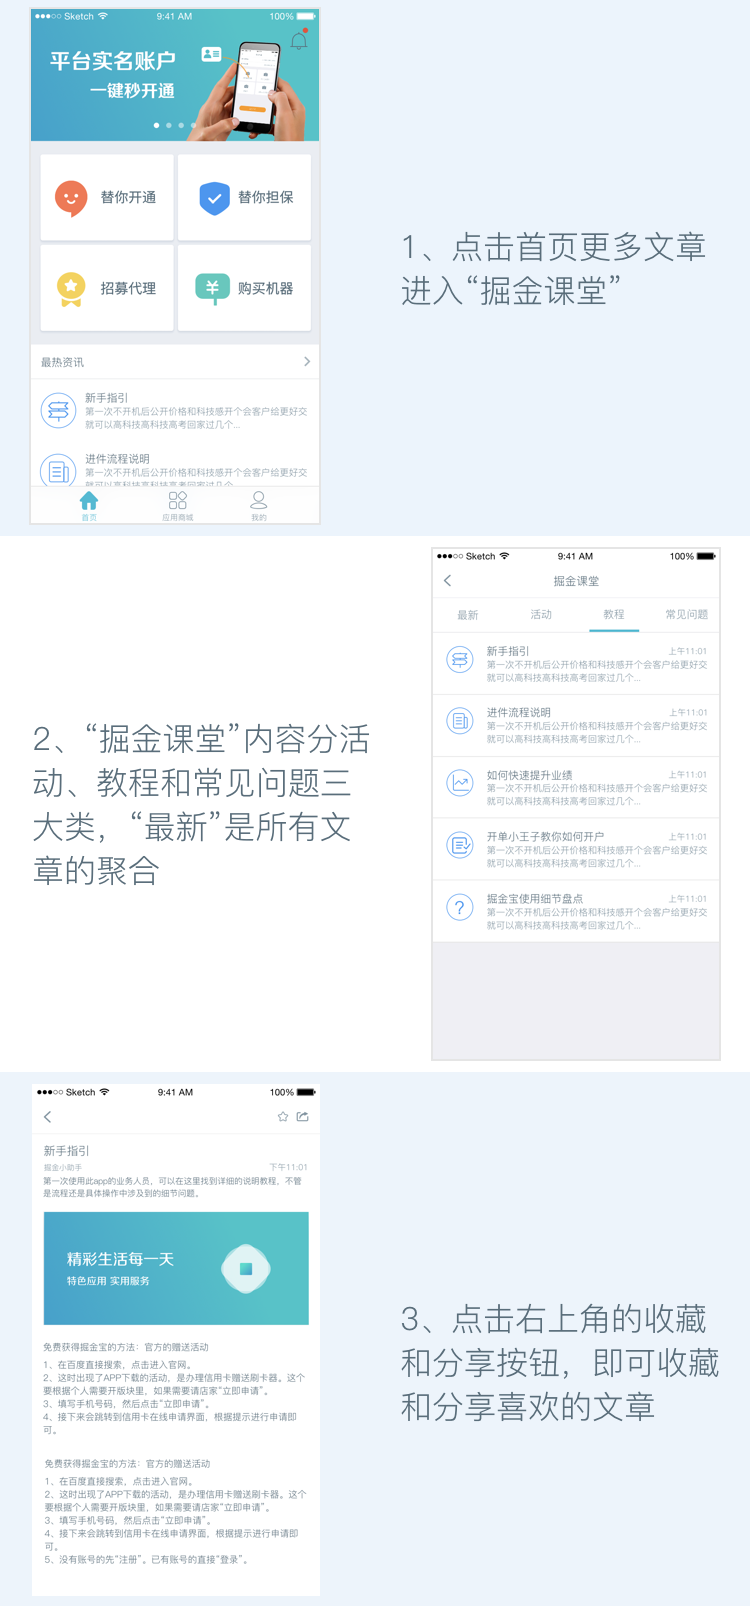 Sketch 9:41 AM 100%
平台实名账户
一键秒开通
替你开通
替你担保
招募代理
购买机器
最热资讯
新手指引
第一次不开机后公开价格和科技感开个会客户给更好交
就可以高科技高科技高考回家过几个...
进件流程说明
第一次不开机后公开价格和科技感开个会客户给更好交
就可以高科技高科技高考回家过几个
首页
应用商城
我的
1、点击首页更多文章
进入“掘金课堂”
2、“掘金课堂”内容分活
动、教程和常见问题三
大类，“最新”是所有文
章的聚合
Sketch 9:41 AM 100%
掘金课堂
最新
活动
教程
常见问题
新手指引 上午11:01
第一次不开机后公开价格和科技感开个会客户给更好交
就可以高科技高科技高考回家过几个...
进件流程说明 上午11:01
第一次不开机后公开价格和科技感开个会客户给更好交
就可以高科技高科技高考回家过几个...
如何快速提升业绩 上午11:01
第一次不开机后公开价格和科技感开个会客户给更好交
就可以高科技高科技高考回家过几个...
开单小王子教你如何开户 上午11:01
第一次不开机后公开价格和科技感开个会客户给更好交
就可以高科技高科技高考回家过几个...
掘金宝使用细节盘点 上午11:01
第一次不开机后公开价格和科技感开个会客户给更好交
就可以高科技高科技高考回家过几个...
Sketch 9:41 AM 100%
新手指引
掘金小助手 下午11:01
第一次使用此app的业务人员，可以在这里找到详细的说明教程，不管
是流程还是具体操作中涉及到的细节问题。
精彩生活每一天
特色应用 实用服务
免费获得掘金宝的方法：官方的赠送活动
1、在百度直接搜索，点击进入官网。
2、这时出现了APP下载的活动，是办理信用卡赠送刷卡器。这个
要根据个人需要开版块里，如果需要请店家“立即申请”。
3、填写手机号码，然后点击“立即申请”。
4、接下来会跳转到信用卡在线申请界面，根据提示进行申请即
可。
免费获得掘金宝的方法：官方的赠送活动
1、在百度直接搜索，点击进入官网。
2、这时出现了APP下载的活动，是办理信用卡赠送刷卡器。这个
要根据个人需要开版块里，如果需要请店家“立即申请”。
3、填写手机号码，然后点击“立即申请”。
4、接下来会跳转到信用卡在线申请界面，根据提示进行申请即
可。
5、没有账号的先“注册”。已有账号的直接“登录”。
3、点击右上角的收藏
和分享按钮，即可收藏
和分享喜欢的文章